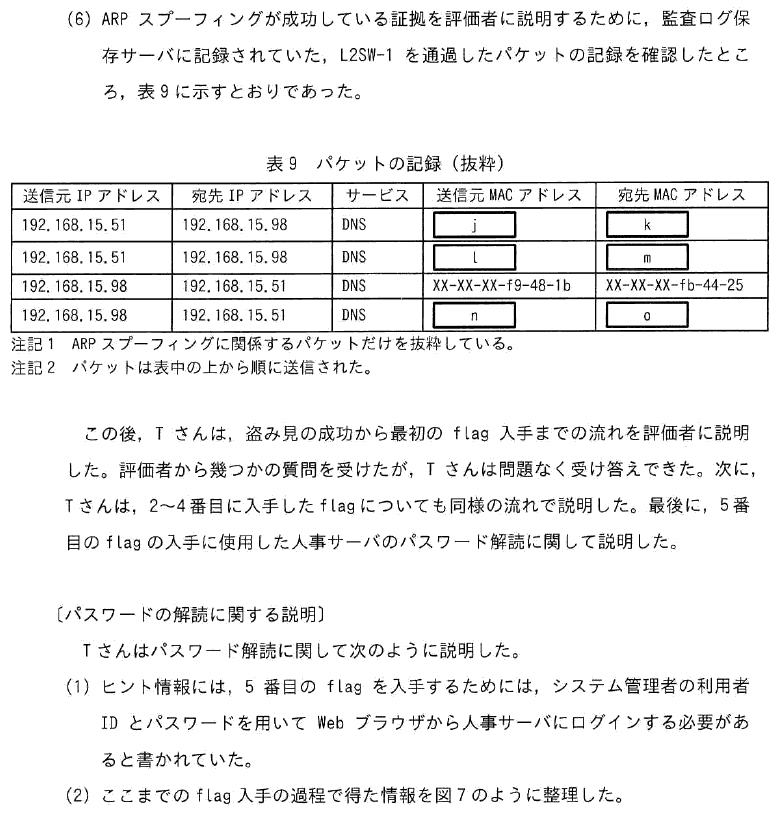 (6) ARP スプーフィングが成功している証拠を評価者に説明するために，監査ログ保
存サーバに記録されていた，L2SW-1 を通過したパケットの記録を確認したとこ
ろ，表9に示すとおりであった。
表9 パケットの記録（抜粋）
送信元 IP アドレス 宛先 IP アドレス サービス 送信元 MAC アドレス 宛先 MAC アドレス
192.168.15.51 192.168.15.98 DNS j k
192.168.15.51 192.168.15.98 DNS l m
192.168.15.98 192.168.15.51 DNS XX-XX-XX-f9-48-1b XX-XX-XX-fb-44-25
192.168.15.98 192.168.15.51 DNS n o
注記1 ARP スプーフィングに関係するパケットだけを抜粋している。
注記2 パケットは表中の上から順に送信された。
この後，T さんは，盗み見の成功から最初の flag 入手までの流れを評価者に説明
した。評価者から幾つかの質問を受けたが，T さんは問題なく受け答えできた。次に，
T さんは，2～4 番目に入手した flag についても同様の流れで説明した。最後に，5 番
目の flag の入手に使用した人事サーバのパスワード解読に関して説明した。
〔パスワードの解読に関する説明〕
T さんはパスワード解読に関して次のように説明した。
(1) ヒント情報には，5 番目の flag を入手するためには，システム管理者の利用者
ID とパスワードを用いて Web ブラウザから人事サーバにログインする必要があ
ると書かれていた。
(2) ここまでの flag 入手の過程で得た情報を図7のように整理した。